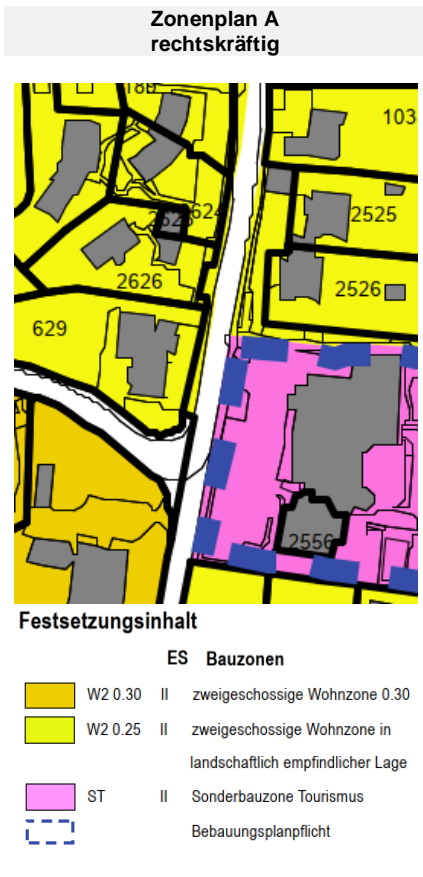 Zonenplan A
rechtskräftig
103
2525
2526
2626
629
2556
Festsetzungsinhalt
ES Bauzonen
W2 0.30 II zweigeschossige Wohnzone 0.30
W2 0.25 II zweigeschossige Wohnzone in
landschaftlich empfindlicher Lage
ST II Sonderbauzone Tourismus
Bebauungsplanpflicht